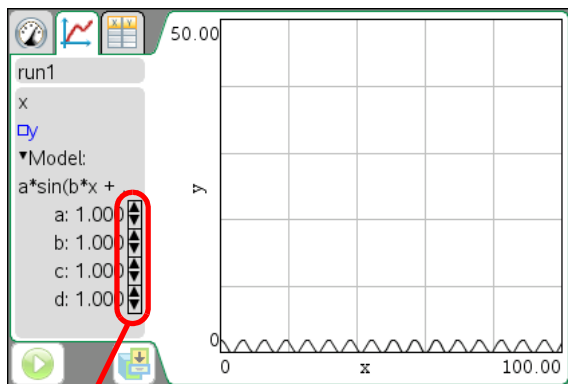 X Y
run1
x
y
▾Model:
a*sin(b*x + ...
a: 1.000
b: 1.000
c: 1.000
d: 1.000
50.00
y
0
0
x
100.00